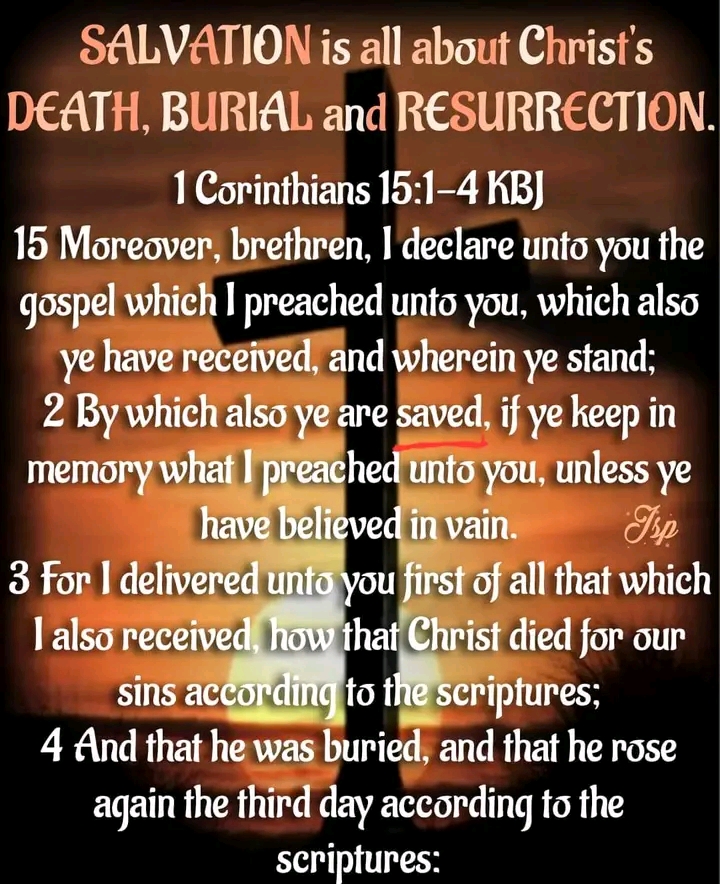 SALVATION is all about Christ's
DEATH, BURIAL and RESURRECTION.
1 Corinthians 15:1-4 KBJ
15 Moreover, brethren, I declare unto you the
gospel which I preached unto you, which also
ye have received, and wherein ye stand;
2 By which also ye are saved, if ye keep in
memory what I preached unto you, unless ye
have believed in vain.
Jsp
3 For I delivered unto you first of all that which
I also received, how that Christ died for our
sins according to the scriptures;
4 And that he was buried, and that he rose
again the third day according to the
scriptures: